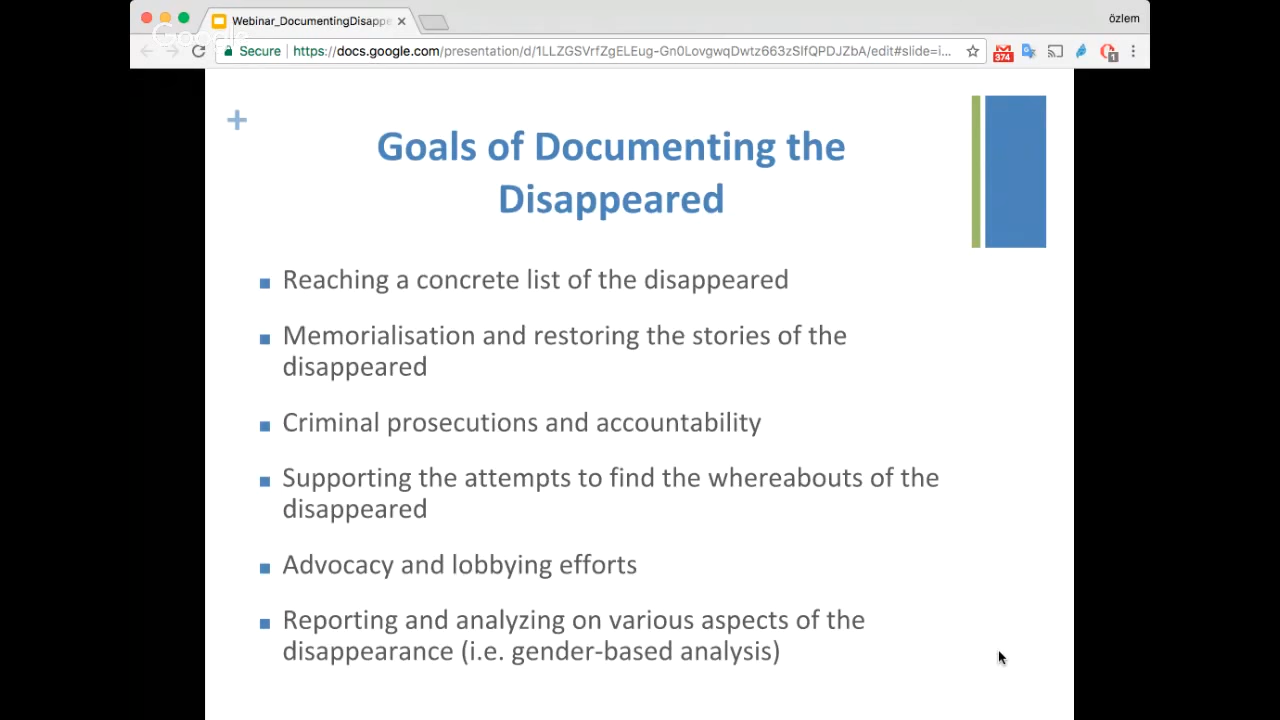 Webinar_DocumentingDisappe
özlem
Google
Secure
https://docs.google.com/presentation/d/1LLZGSVrfZgELEug-Gn0LovgwqDwtz663zSlfQPDJZbA/edit#slide=i...
374
1
+
Goals of Documenting the
Disappeared
Reaching a concrete list of the disappeared
Memorialisation and restoring the stories of the
disappeared
Criminal prosecutions and accountability
Supporting the attempts to find the whereabouts of the
disappeared
Advocacy and lobbying efforts
Reporting and analyzing on various aspects of the
disappearance (i.e. gender-based analysis)